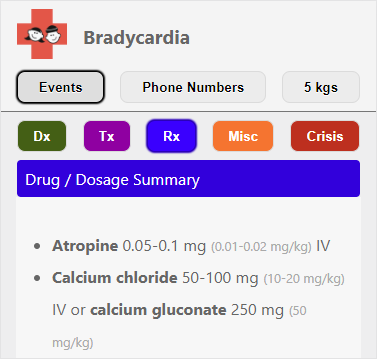 Bradycardia
Events Phone Numbers 5 kgs
Dx Tx Rx Misc Crisis
Drug / Dosage Summary
• Atropine 0.05-0.1 mg (0.01-0.02 mg/kg) IV
• Calcium chloride 50-100 mg (10-20 mg/kg)
IV or calcium gluconate 250 mg (50
mg/kg)